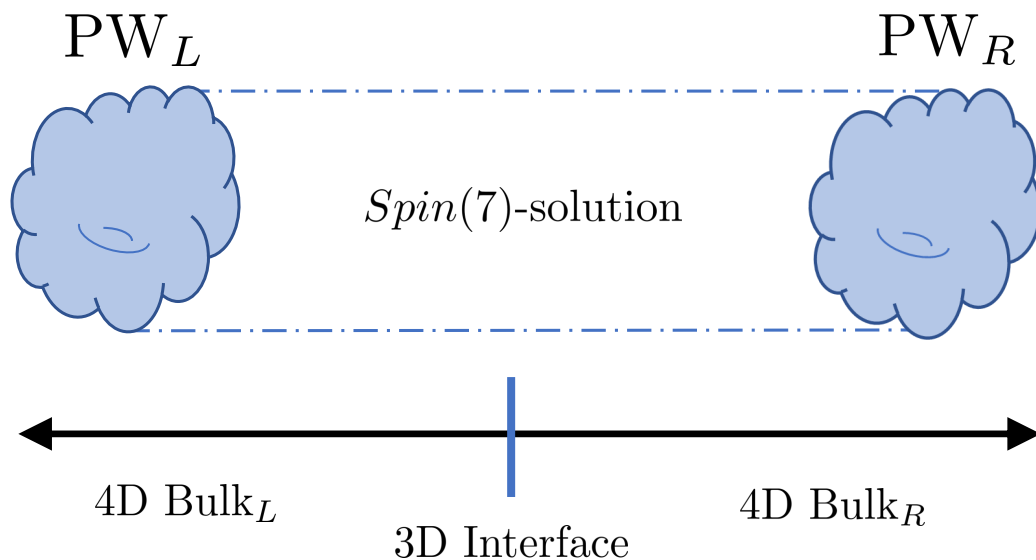 PW_L PW_R
Spin(7)-solution
4D Bulk_L 4D Bulk_R
3D Interface